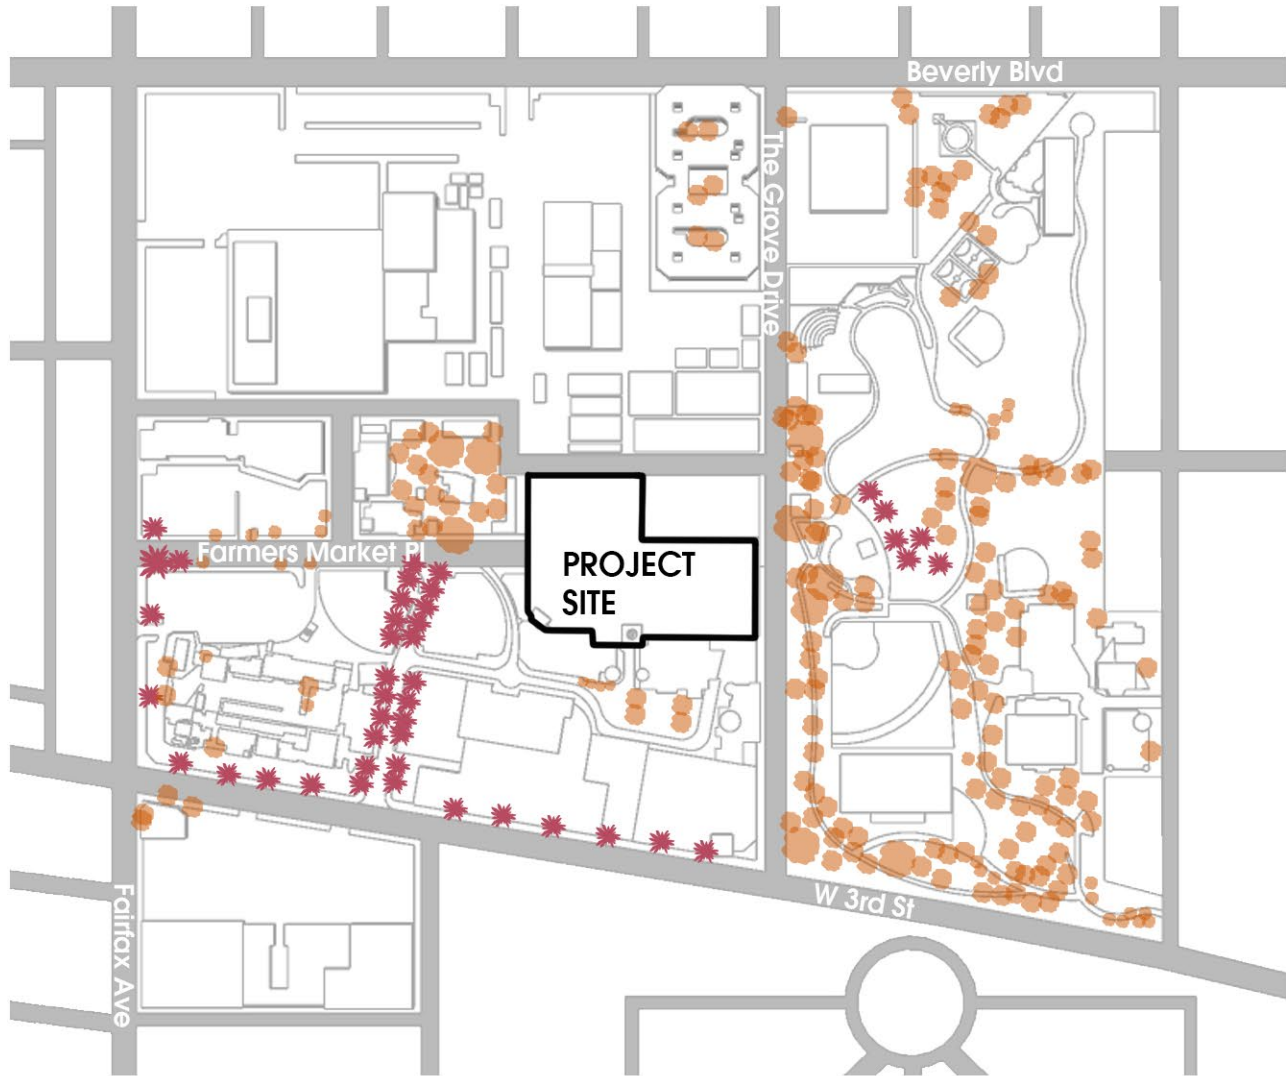 Beverly Blvd
The Grove Drive
Farmers Market Pl
PROJECT
SITE
W 3rd St
Fairfax Ave